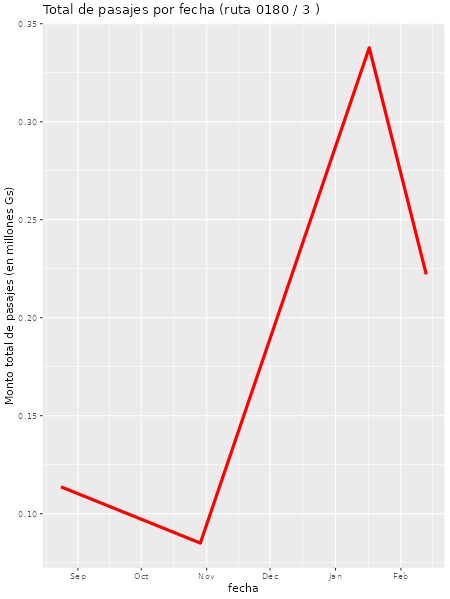 Total de pasajes por fecha (ruta 0180 / 3 )
Monto total de pasajes (en millones Gs)
0.35
0.30
0.25
0.20
0.15
0.10
Sep Oct Nov Dec Jan Feb
fecha